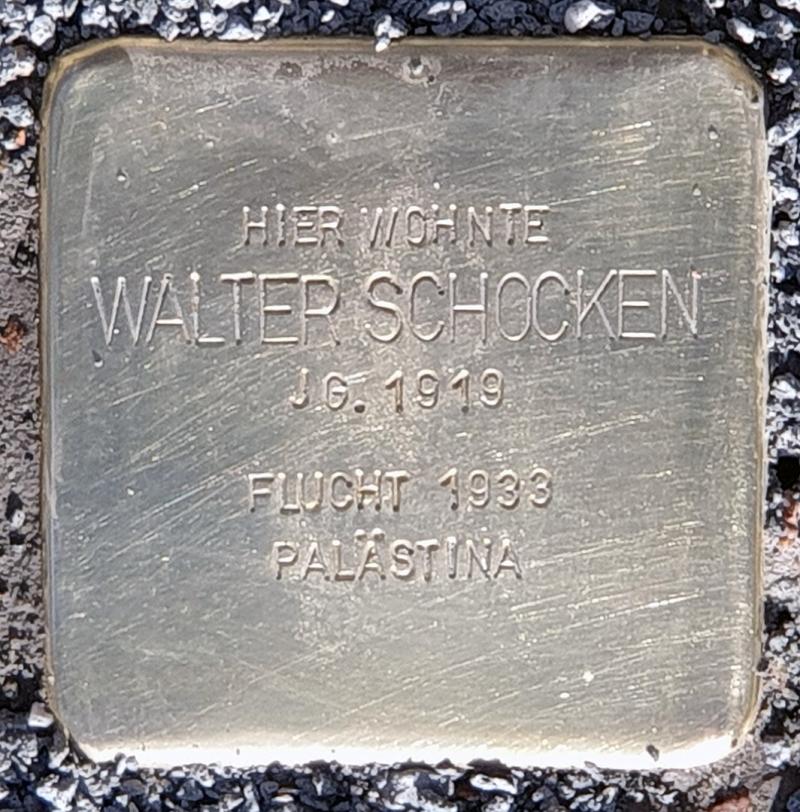 HIER WOHNTE
WALTER SCHOCKEN
JG. 1919
FLUCHT 1933
PALÄSTINA